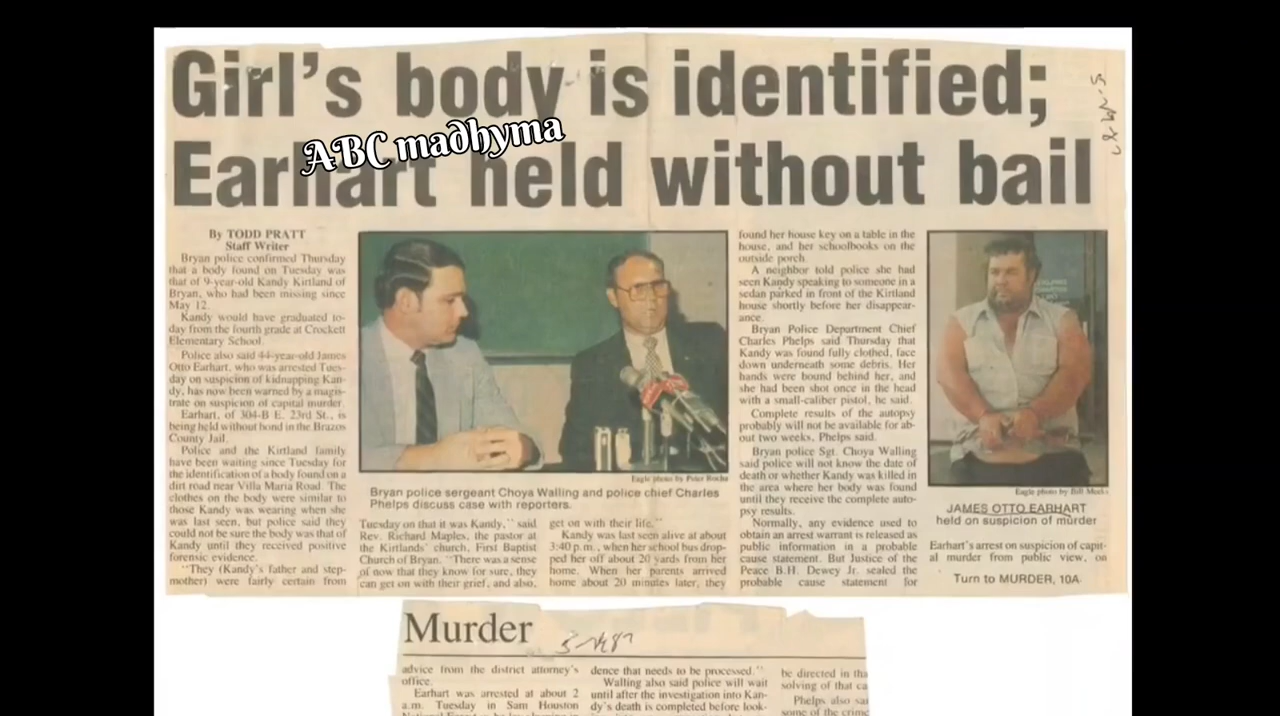 Girl's body is identified;
Earhart held without bail
ABC madhyma
By TODD PRATT
Staff Writer
Bryan police confirmed Thursday
that a body found on Tuesday was
that of 9-year-old Kandy Kirtland of
Bryan, who had been missing since
May 12.
Kandy would have graduated to-
day from the fourth grade at Crockett
Elementary School.
Police also said 44-year-old James
Otto Earhart, who was arrested Tues-
day on suspicion of kidnapping Kan-
dy, has now been warned by a magis-
trate on suspicion of capital murder.
Earhart, of 304-B E. 23rd St., is
being held without bond in the Brazos
County Jail.
Police and the Kirtland family
have been waiting since Tuesday for
the identification of a body found on a
dirt road near Villa Maria Road. The
clothes on the body were similar to
those Kandy was wearing when she
was last seen, but police said they
could not be sure the body was that of
Kandy until they received positive
forensic evidence.
"They (Kandy's father and step-
mother) were fairly certain from
Eagle photo by Peter Rocha
Bryan police sergeant Choya Walling and police chief Charles
Phelps discuss case with reporters.
Tuesday on that it was Kandy," said
Rev. Richard Maples, the pastor at
the Kirtlands' church, First Baptist
Church of Bryan. "There was a sense
of now that they know for sure, they
can get on with their grief, and also,
get on with their life."
Kandy was last seen alive at about
3:40 p.m., when her school bus drop-
ped her off about 20 yards from her
home. When her parents arrived
home about 20 minutes later, they
found her house key on a table in the
house, and her schoolbooks on the
outside porch.
A neighbor told police she had
seen Kandy speaking to someone in a
sedan parked in front of the Kirtland
house shortly before her disappear-
ance.
Bryan Police Department Chief
Charles Phelps said Thursday that
Kandy was found fully clothed, face
down underneath some debris. Her
hands were bound behind her, and
she had been shot once in the head
with a small-caliber pistol, he said.
Complete results of the autopsy
probably will not be available for ab-
out two weeks, Phelps said.
Bryan police Sgt. Choya Walling
said police will not know the date of
death or whether Kandy was killed in
the area where her body was found
until they receive the complete auto-
psy results.
Normally, any evidence used to
obtain an arrest warrant is released as
public information in a probable
cause statement. But Justice of the
Peace B.H. Dewey Jr. sealed the
probable cause statement for
Eagle photo by Bill Meeks
JAMES OTTO EARHART
held on suspicion of murder
Earhart's arrest on suspicion of capit-
al murder from public view, on
Turn to MURDER, 10A
Murder
advice from the district attorney's
office.
Earhart was arrested at about 2
a.m. Tuesday in Sam Houston
dence that needs to be processed."
Walling also said police will wait
until after the investigation into Kan-
dy's death is completed before look-
be directed in tha
solving of that ca
Phelps also sai
some of the crime